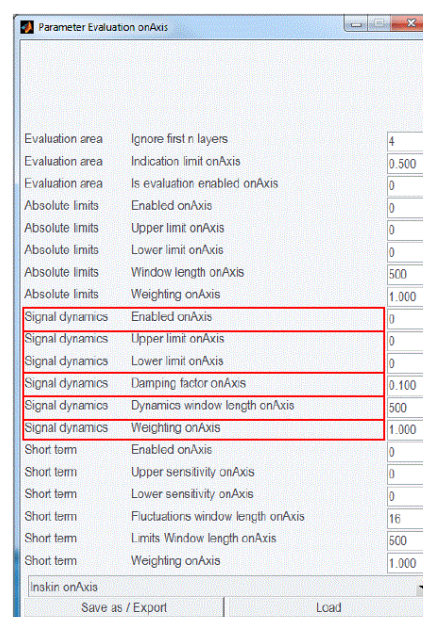 Parameter Evaluation onAxis
Evaluation area Ignore first n layers 4
Evaluation area Indication limit onAxis 0.500
Evaluation area Is evaluation enabled onAxis 0
Absolute limits Enabled onAxis 0
Absolute limits Upper limit onAxis 0
Absolute limits Lower limit onAxis 0
Absolute limits Window length onAxis 500
Absolute limits Weighting onAxis 1.000
Signal dynamics Enabled onAxis 0
Signal dynamics Upper limit onAxis 0
Signal dynamics Lower limit onAxis 0
Signal dynamics Damping factor onAxis 0.100
Signal dynamics Dynamics window length onAxis 500
Signal dynamics Weighting onAxis 1.000
Short term Enabled onAxis 0
Short term Upper sensitivity onAxis 0
Short term Lower sensitivity onAxis 0
Short term Fluctuations window length onAxis 16
Short term Limits Window length onAxis 500
Short term Weighting onAxis 1.000
Inskin onAxis
Save as / Export Load